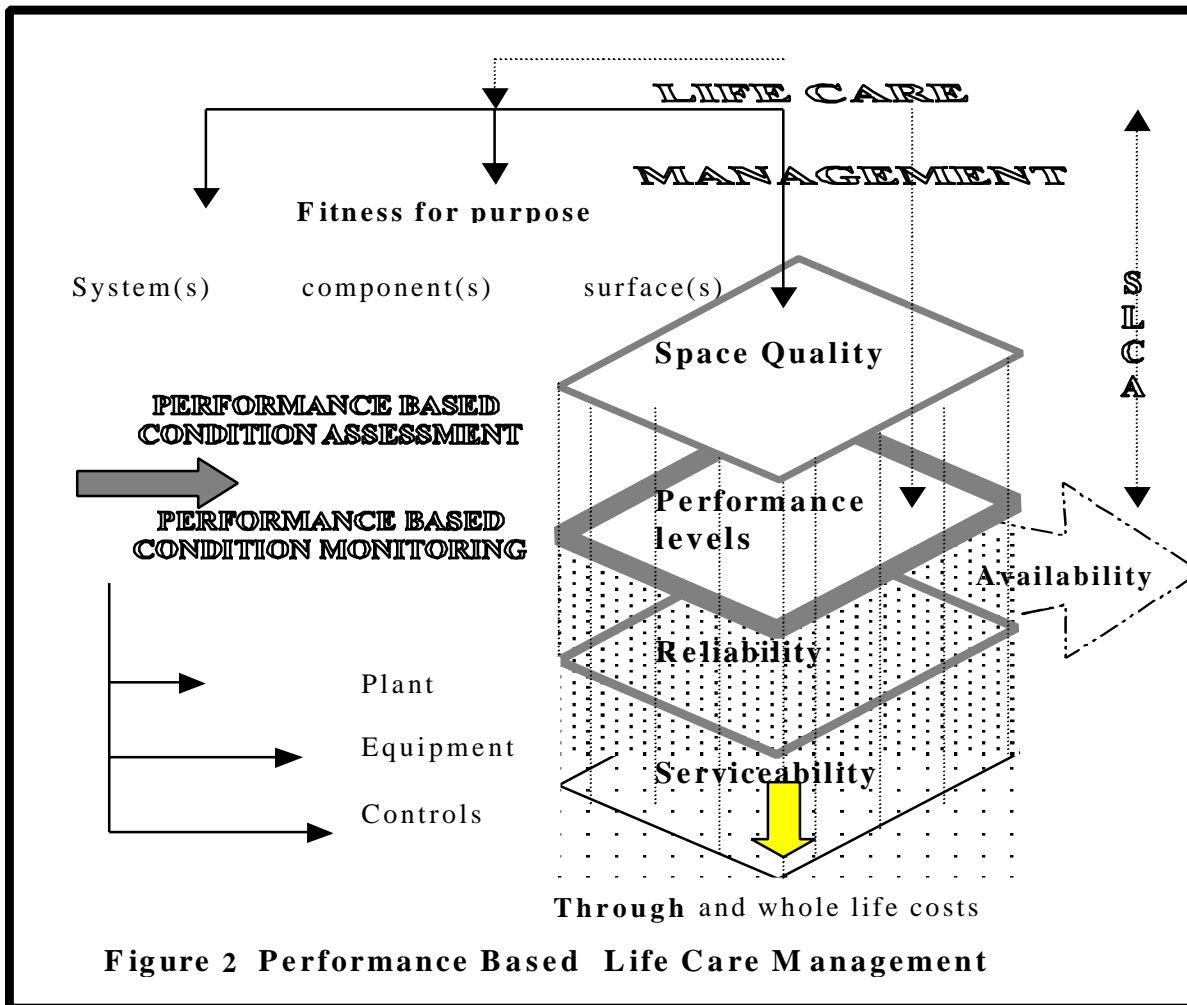 LIFE CARE
MANAGEMENT
Fitness for purpose
System(s) component(s) surface(s)
SLCA
Space Quality
PERFORMANCE BASED
CONDITION ASSESSMENT
PERFORMANCE BASED
CONDITION MONITORING
Performance
levels
Availability
Reliability
Plant
Equipment
Controls
Serviceability
Through and whole life costs
Figure 2 Performance Based Life Care Management